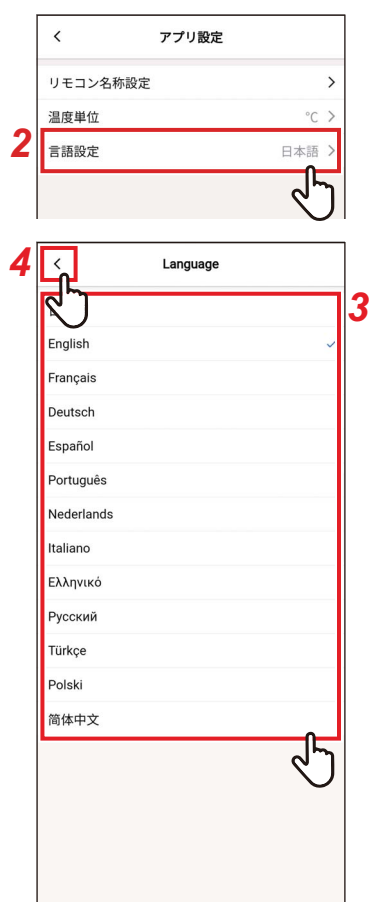 アプリ設定
リモコン名称設定
温度単位 °C
2
言語設定 日本語
4
Language
3
English
Français
Deutsch
Español
Português
Nederlands
Italiano
Ελληνικό
Русский
Türkçe
Polski
简体中文